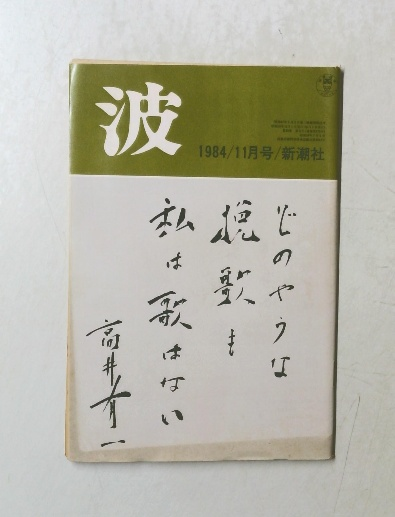 波
1984/11月号/新潮社
どのやうな
挽歌も
私は歌はない
高井有一